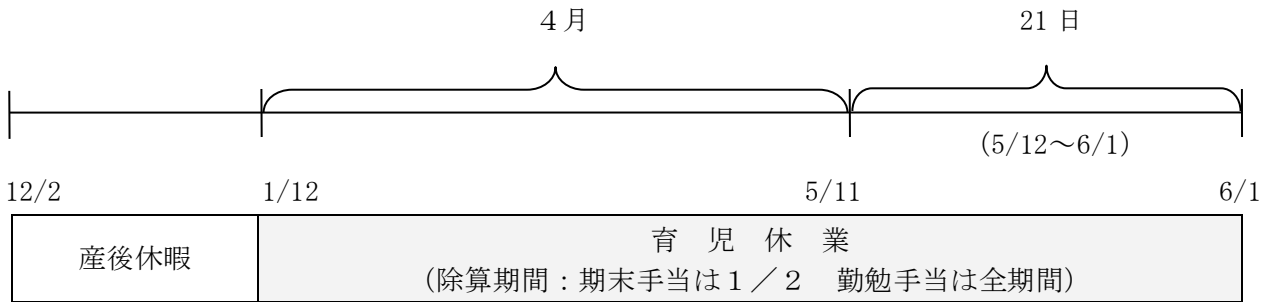 ４月 21 日
(5/12～6/1)
12/2 1/12 5/11 6/1
産後休暇
育 児 休 業
(除算期間：期末手当は１／２　勤勉手当は全期間)